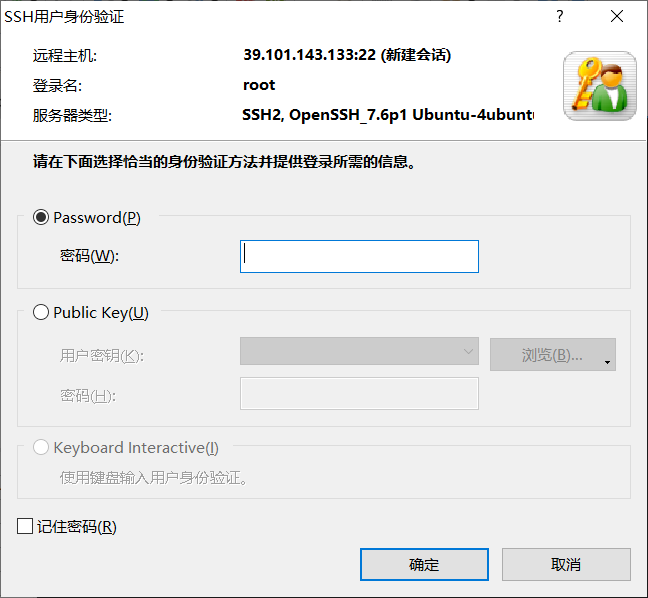 SSH用户身份验证
远程主机: 39.101.143.133:22 (新建会话)
登录名: root
服务器类型: SSH2, OpenSSH_7.6p1 Ubuntu-4ubuntu
请在下面选择恰当的身份验证方法并提供登录所需的信息。
Password(P)
密码(W):
Public Key(U)
用户密钥(K):
浏览(B)...
密码(H):
Keyboard Interactive(I)
使用键盘输入用户身份验证。
记住密码(R)
确定 取消